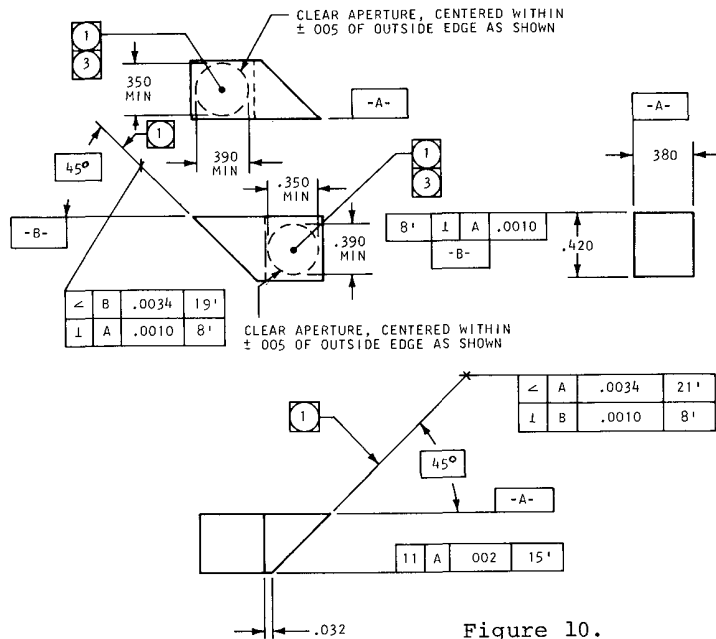 CLEAR APERTURE, CENTERED WITHIN
± 005 OF OUTSIDE EDGE AS SHOWN
1
3
350
MIN
-A-
-A-
1
390
MIN
1
3
380
45°
.350
MIN
-B-
.390
MIN
8' ⊥ A .0010
-B-
.420
∠ B .0034 19'
⊥ A .0010 8'
CLEAR APERTURE, CENTERED WITHIN
± 005 OF OUTSIDE EDGE AS SHOWN
∠ A .0034 21'
⊥ B .0010 8'
1
45°
-A-
11 A 002 15'
.032
Figure 10.